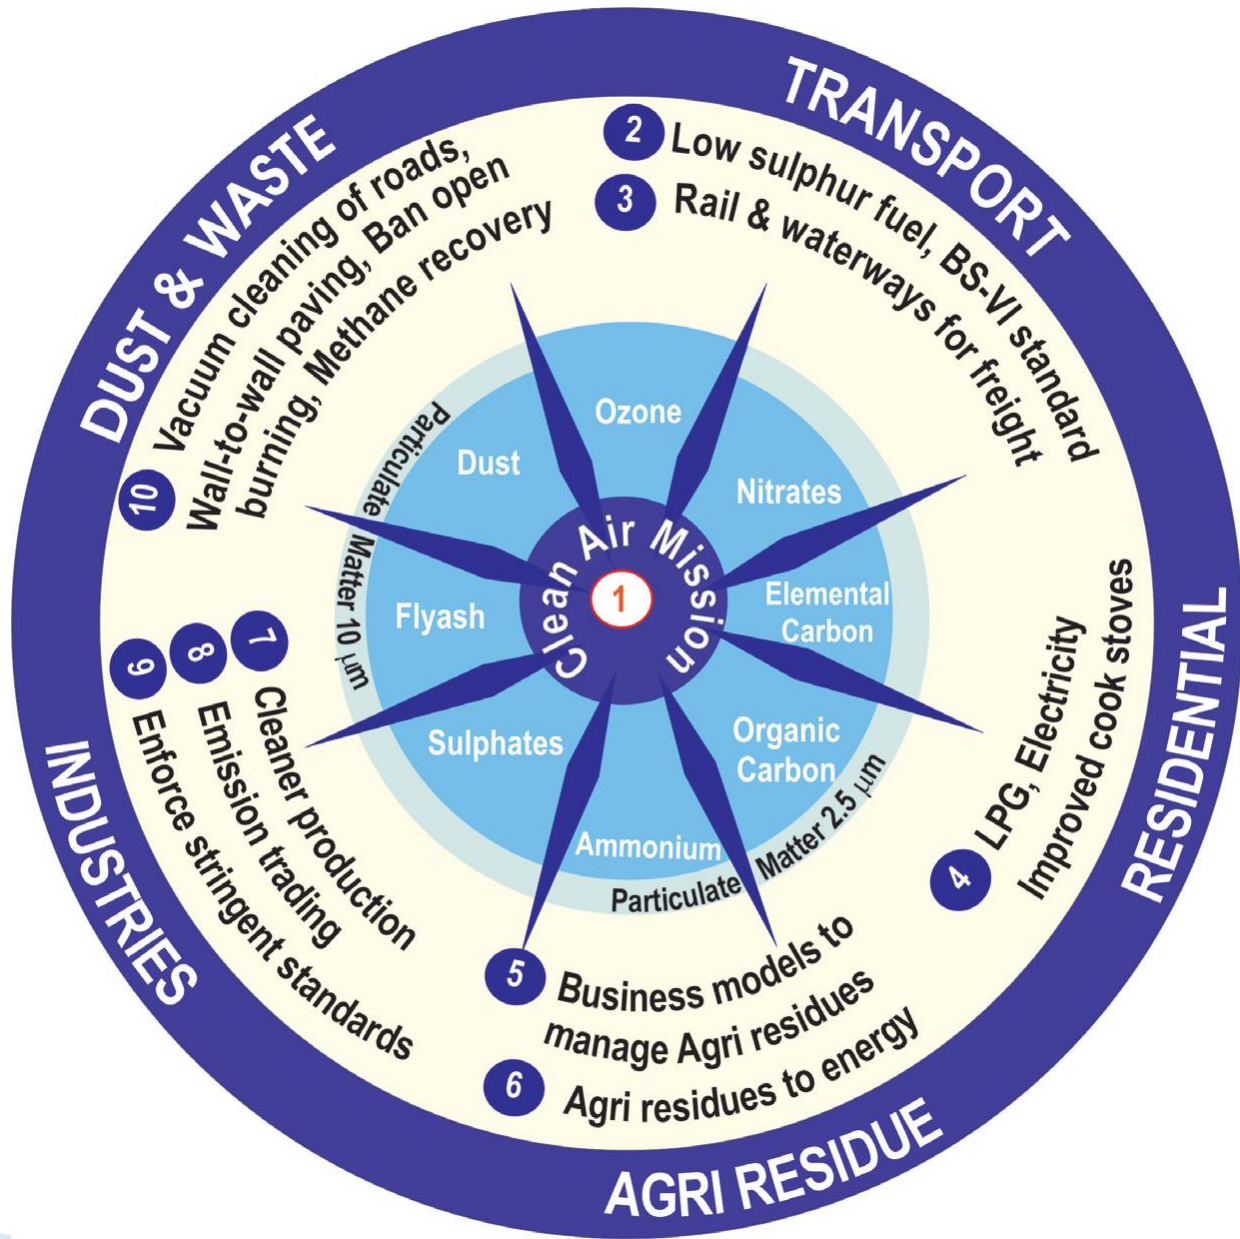 TRANSPORT
2 Low sulphur fuel, BS-VI standard
3 Rail & waterways for freight
RESIDENTIAL
4 LPG, Electricity
Improved cook stoves
AGRI RESIDUE
5 Business models to
manage Agri residues
6 Agri residues to energy
INDUSTRIES
7 Cleaner production
8 Emission trading
9 Enforce stringent standards
DUST & WASTE
10 Vacuum cleaning of roads,
Wall-to-wall paving, Ban open
burning, Methane recovery
Clean Air Mission
1
Ozone
Nitrates
Elemental
Carbon
Organic
Carbon
Ammonium
Sulphates
Flyash
Dust
Particulate Matter 10 μm
Particulate Matter 2.5 μm